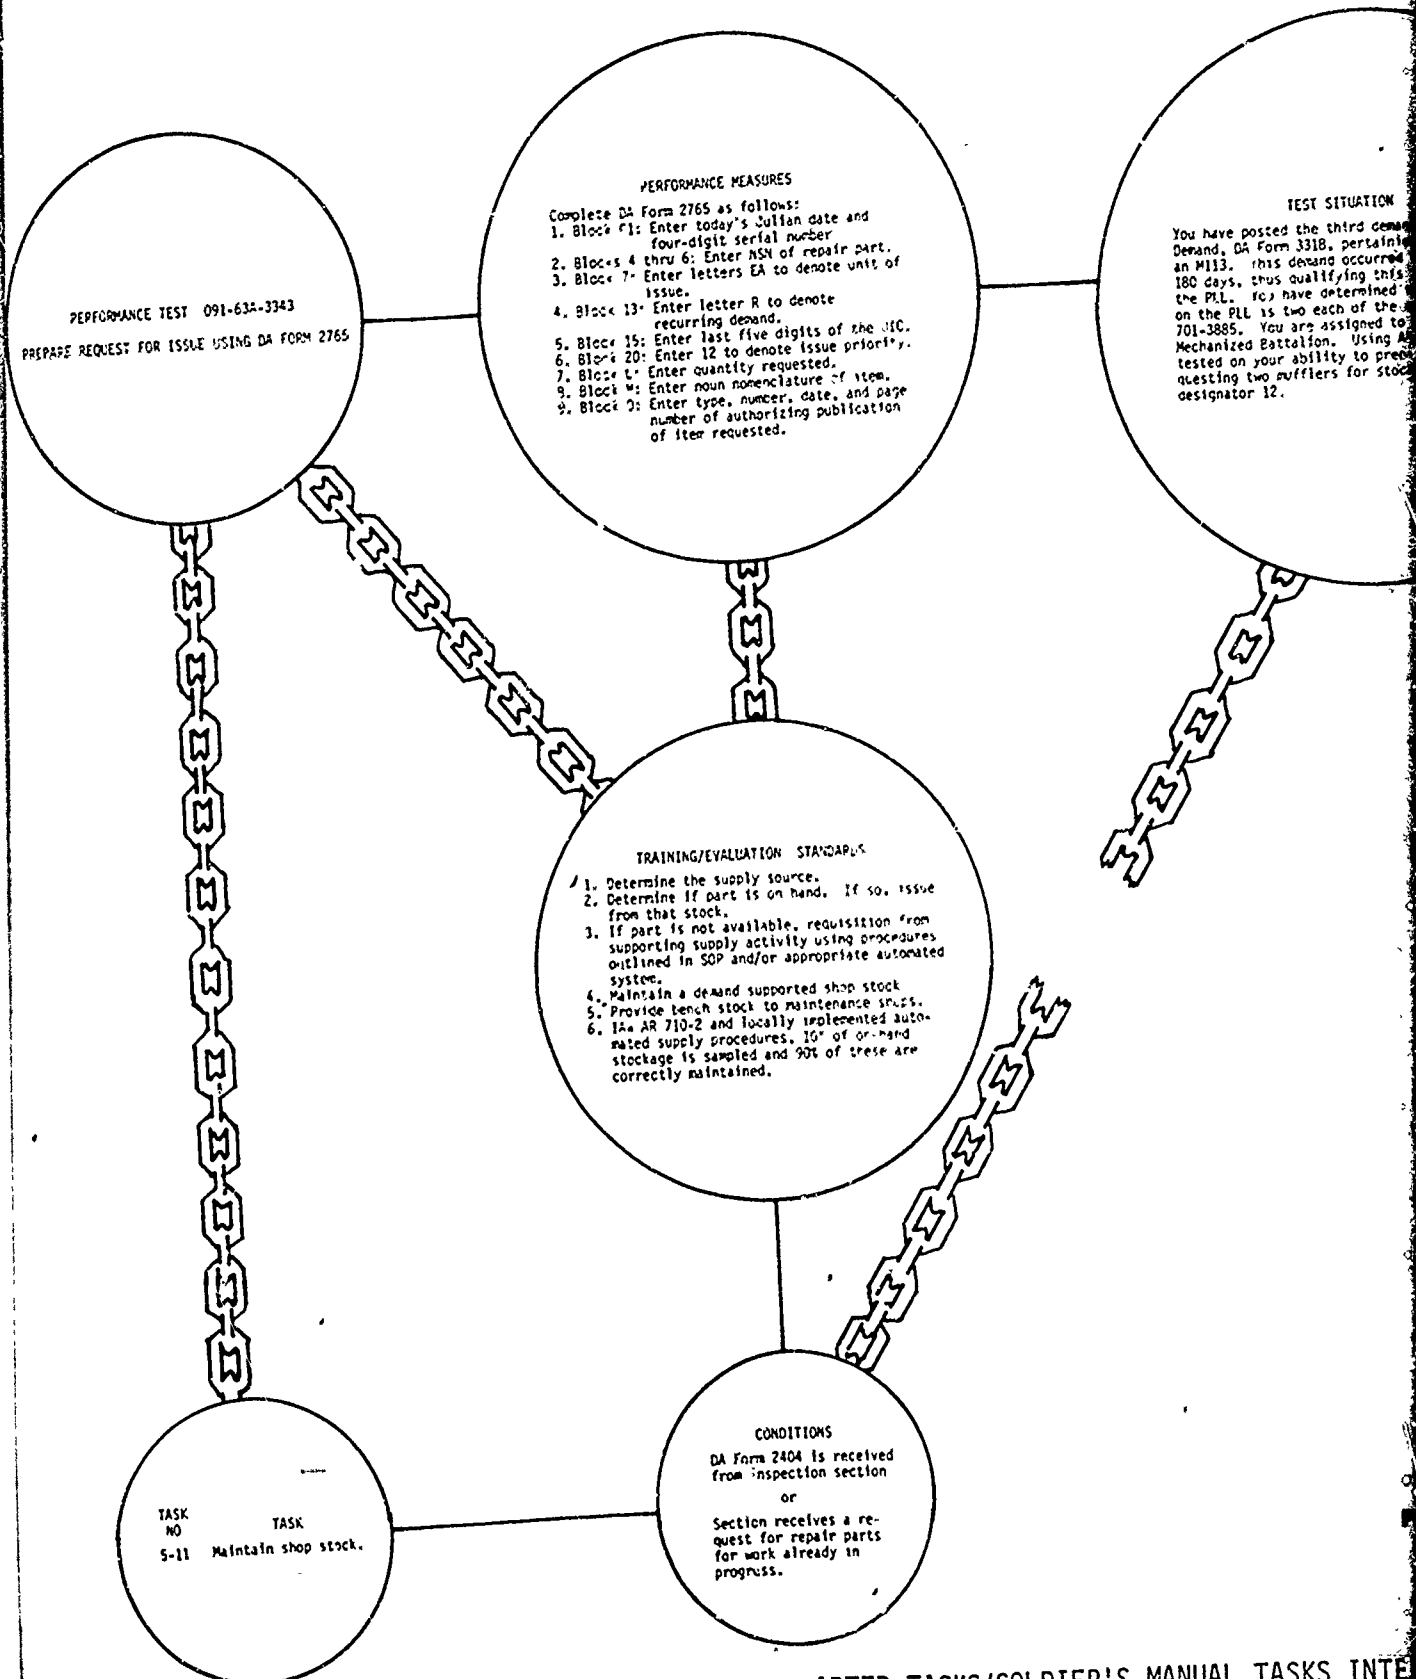 PERFORMANCE TEST 091-63A-3343
PREPARE REQUEST FOR ISSUE USING DA FORM 2765
PERFORMANCE MEASURES
Complete DA Form 2765 as follows:
1. Block Enter today's Julian date and
four-digit serial number
2. Blocks 4 thru 6: Enter NSN of repair part.
3. Block 7: Enter letters EA to denote unit of
issue.
4. Block 13: Enter letter R to denote
recurring demand.
5. Block 15: Enter last five digits of the UIC.
6. Block 20: Enter 12 to denote issue priority.
7. Block L: Enter quantity requested.
8. Block Enter noun nomenclature of item.
9. Block Enter type, number, date, and page
number of authorizing publication
of item requested.
TEST SITUATION
You have posted the third
Demand, DA Form 3318,
an M113. This demand occurred
180 days, thus qualifying this
the PLL. You have determined
on the PLL is two each of the
701-3885. You are assigned to
Mechanized Battalion. Using
tested on your ability to
questing two mufflers for
designator 12.
TRAINING/EVALUATION STANDARDS
1. Determine the supply source.
2. Determine if part is on hand. If so, issue
from that stock.
3. If part is not available, requisition from
supporting supply activity using procedures
outlined in SOP and/or appropriate automated
system.
4. Maintain a demand supported shop stock
5. Provide bench stock to maintenance shops.
6. IAW AR 710-2 and locally implemented auto-
mated supply procedures, 10% of on-hand
stockage is sampled and 90% of these are
correctly maintained.
CONDITIONS
DA Form 2404 is received
from inspection section
or
Section receives a re-
quest for repair parts
for work already in
progress.
TASK
NO TASK
5-11 Maintain shop stock.
TASKS/SOLDIER'S MANUAL TASKS